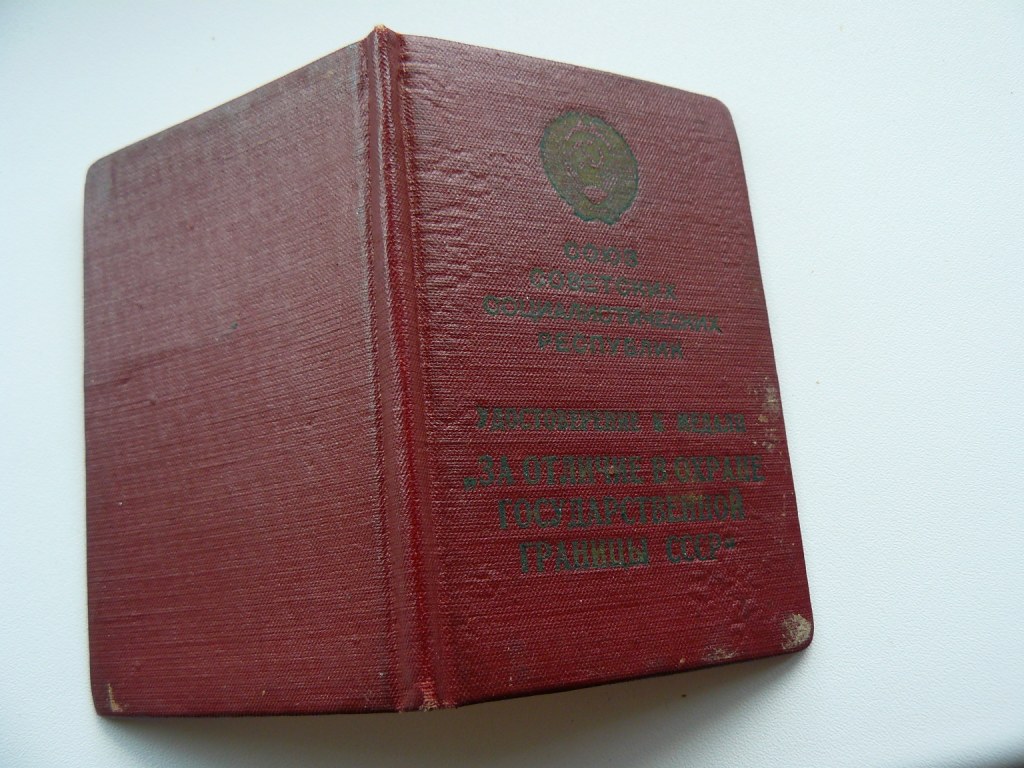 СОЮЗ
СОВЕТСКИХ
СОЦИАЛИСТИЧЕСКИХ
РЕСПУБЛИК
УДОСТОВЕРЕНИЕ К МЕДАЛИ
„ЗА ОТЛИЧИЕ В ОХРАНЕ
ГОСУДАРСТВЕННОЙ
ГРАНИЦЫ СССР“